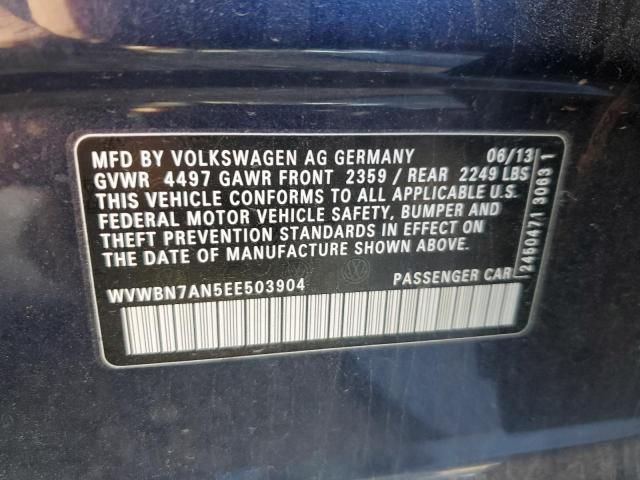 MFD BY VOLKSWAGEN AG GERMANY 06/13
GVWR 4497 GAWR FRONT 2359 / REAR 2249 LBS
THIS VEHICLE CONFORMS TO ALL APPLICABLE U.S.
FEDERAL MOTOR VEHICLE SAFETY, BUMPER AND
THEFT PREVENTION STANDARDS IN EFFECT ON
THE DATE OF MANUFACTURE SHOWN ABOVE.
WVWBN7AN5EE503904 PASSENGER CAR
2450471 3063 1